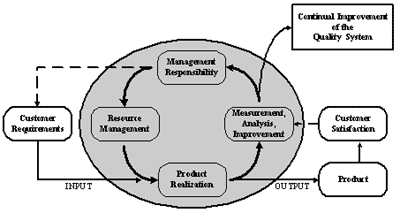 Continual Improvement
of the
Quality System
Management
Responsibility
Customer
Requirements
Resource
Management
Measurement,
Analysis,
Improvement
Customer
Satisfaction
Product
Realization
INPUT
OUTPUT
Product